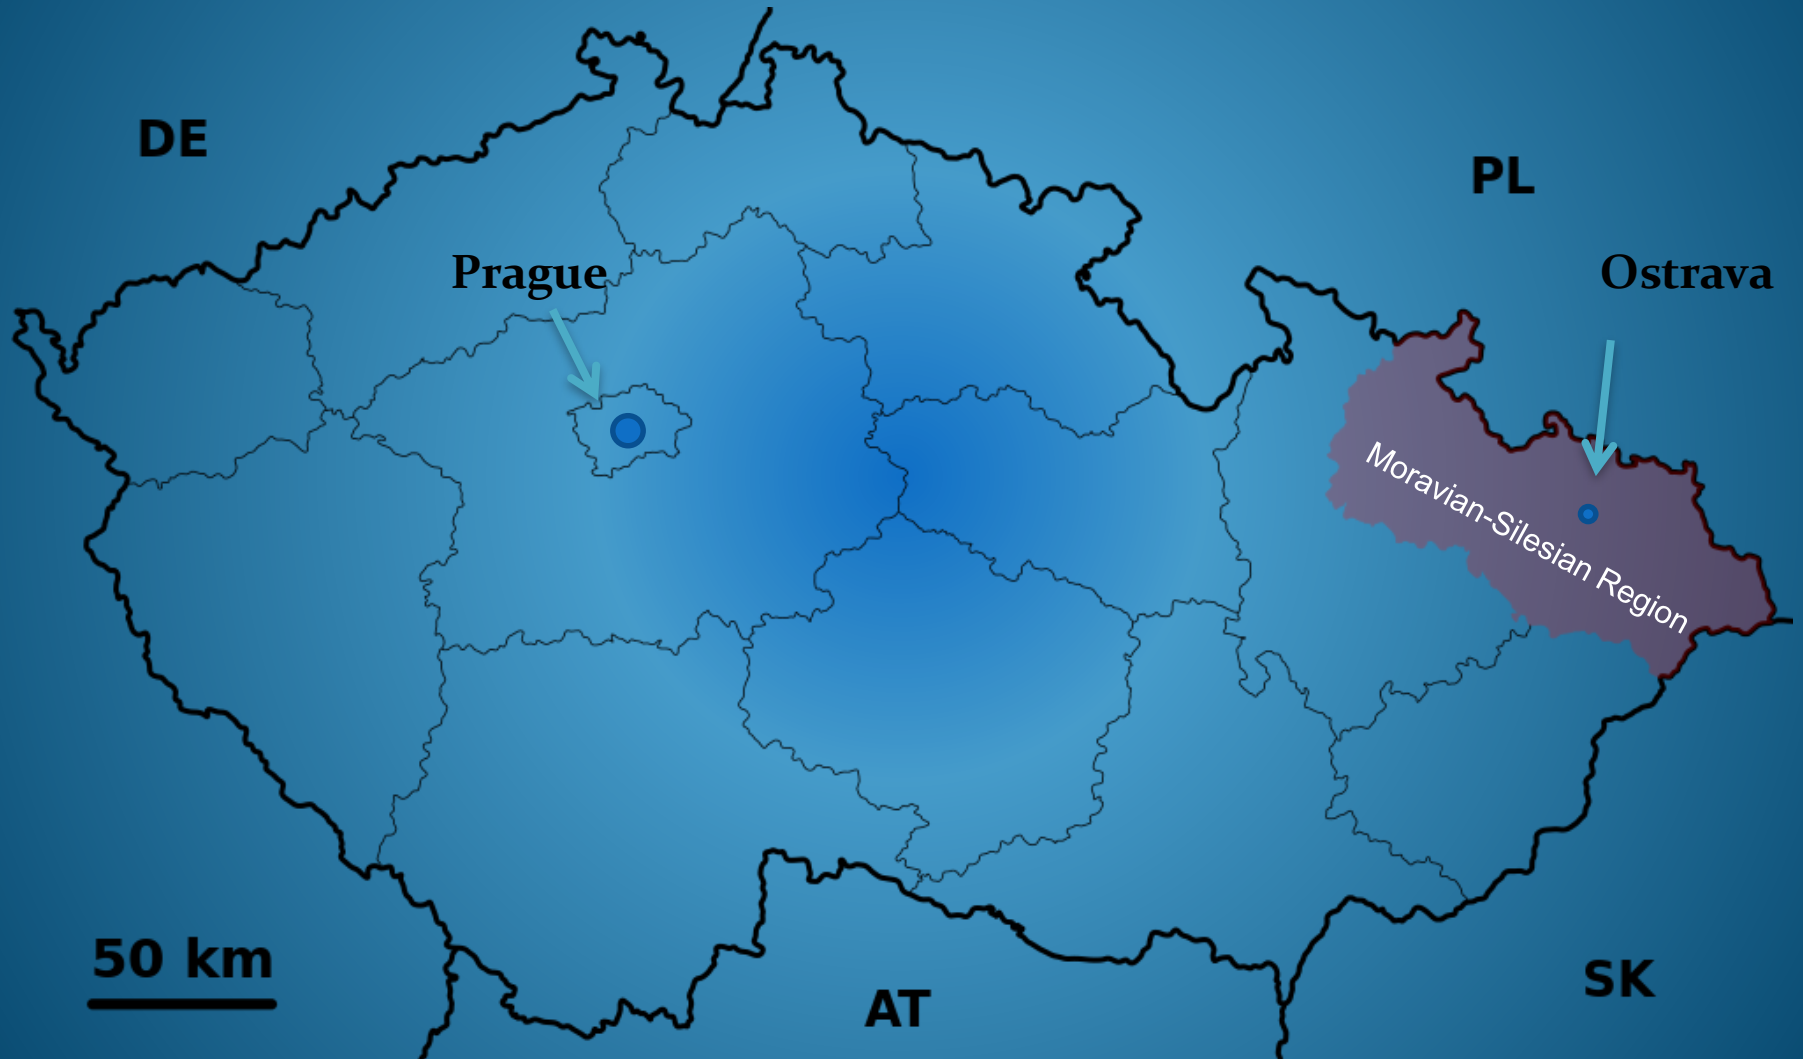 DE
PL
Prague
Ostrava
Moravian-Silesian Region
50 km
AT
SK